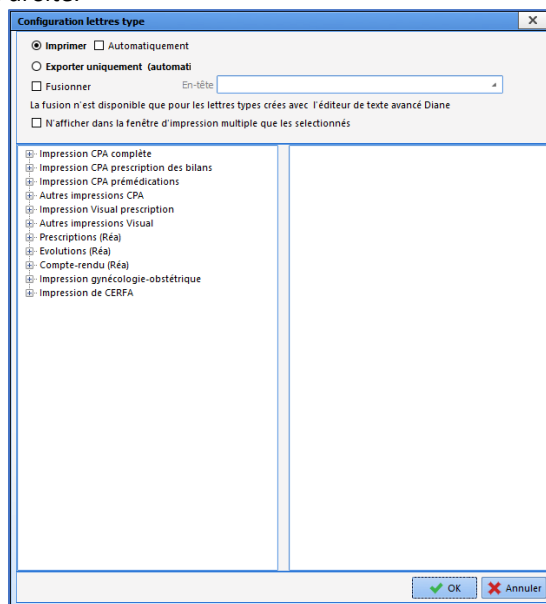 droite.
Configuration lettres type
Imprimer Automatiquement
Exporter uniquement (automati
Fusionner En-tête
La fusion n'est disponible que pour les lettres types crées avec l'éditeur de texte avancé Diane
N'afficher dans la fenêtre d'impression multiple que les selectionnés
Impression CPA complète
Impression CPA prescription des bilans
Impression CPA prémédications
Autres impressions CPA
Impression Visual prescription
Autres impressions Visual
Prescriptions (Réa)
Evolutions (Réa)
Compte-rendu (Réa)
Impression gynécologie-obstétrique
Impression de CERFA
OK Annuler